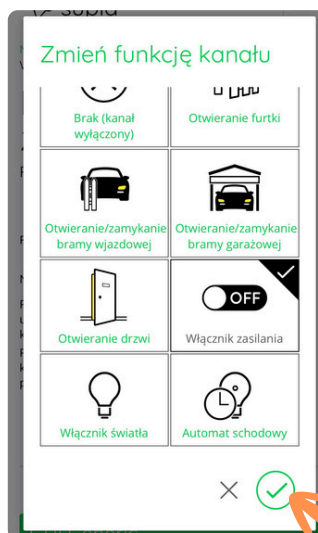 supla
Zmień funkcję kanału
Brak (kanał
wyłączony)
Otwieranie furtki
Otwieranie/zamykanie
bramy wjazdowej
Otwieranie/zamykanie
bramy garażowej
Otwieranie drzwi
OFF
Włącznik zasilania
Włącznik światła
Automat schodowy